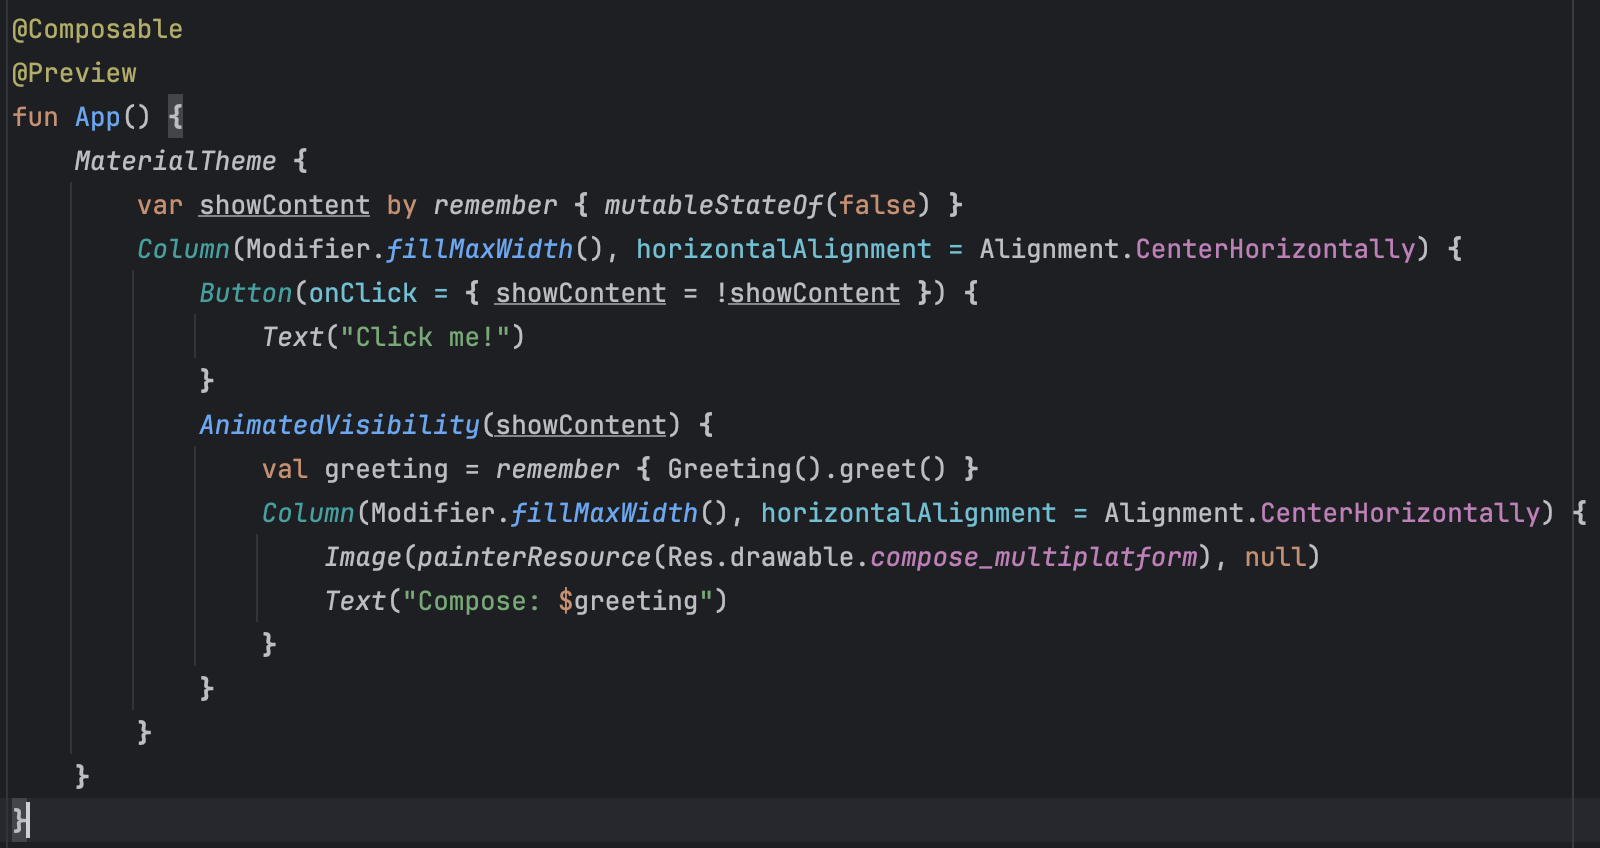 @Composable
@Preview
fun App() {
    MaterialTheme {
        var showContent by remember { mutableStateOf(false) }
        Column(Modifier.fillMaxWidth(), horizontalAlignment = Alignment.CenterHorizontally) {
            Button(onClick = { showContent = !showContent }) {
                Text("Click me!")
            }
            AnimatedVisibility(showContent) {
                val greeting = remember { Greeting().greet() }
                Column(Modifier.fillMaxWidth(), horizontalAlignment = Alignment.CenterHorizontally) {
                    Image(painterResource(Res.drawable.compose_multiplatform), null)
                    Text("Compose: $greeting")
                }
            }
        }
    }
}